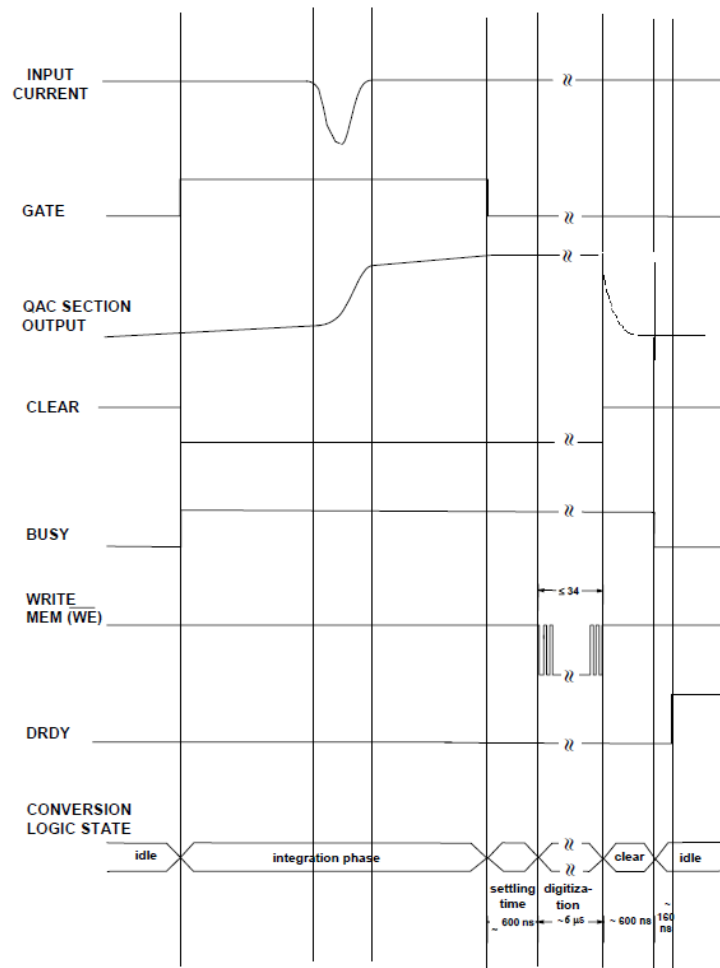 INPUT
CURRENT
GATE
QAC SECTION
OUTPUT
CLEAR
BUSY
WRITE
MEM (W̅E̅)
≤ 34
DRDY
CONVERSION
LOGIC STATE
idle
integration phase
clear
idle
settling
time
~ 600 ns
digitiza-
tion
~6 µs
~ 600 ns
~
160
ns